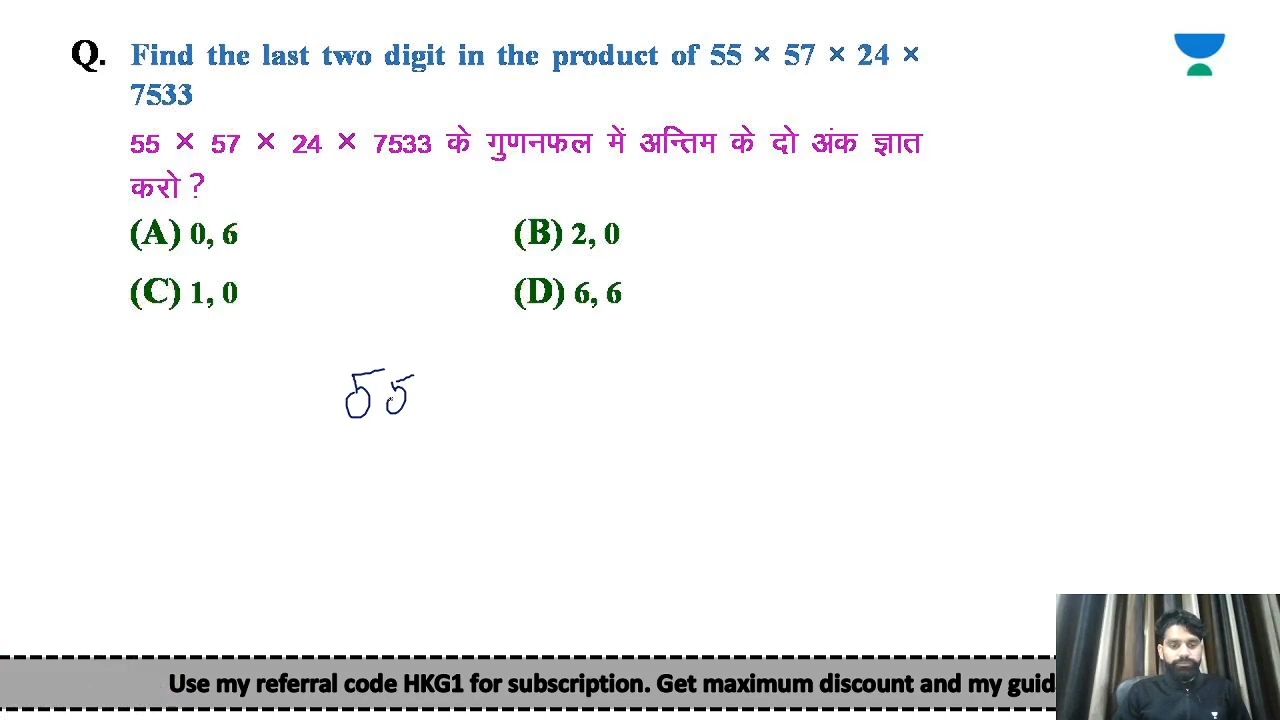 Q. Find the last two digit in the product of 55 × 57 × 24 ×
7533
55 × 57 × 24 × 7533 के गुणनफल में अन्तिम के दो अंक ज्ञात
करो ?
(A) 0, 6 (B) 2, 0
(C) 1, 0 (D) 6, 6
55
Use my referral code HKG1 for subscription. Get maximum discount and my guid